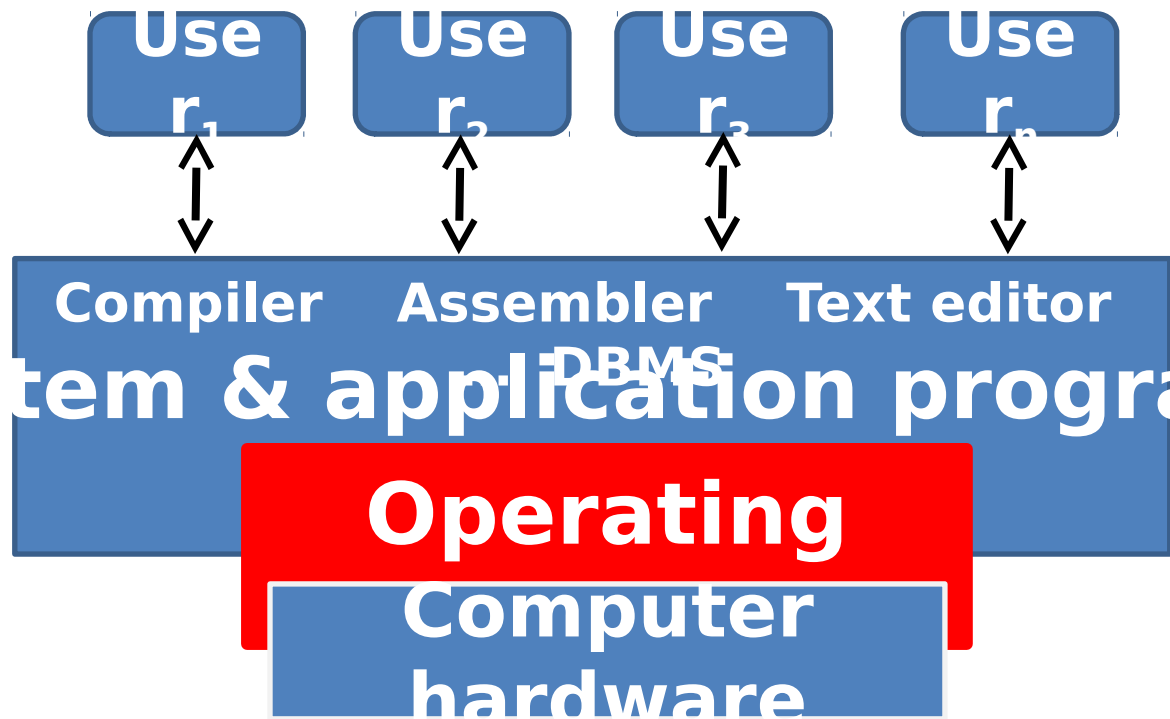 Use Use Use Use
r₁ r₂ r₃ rₙ
Compiler Assembler Text editor
. . DBMS
tem & application progra
Operating
Computer
hardware